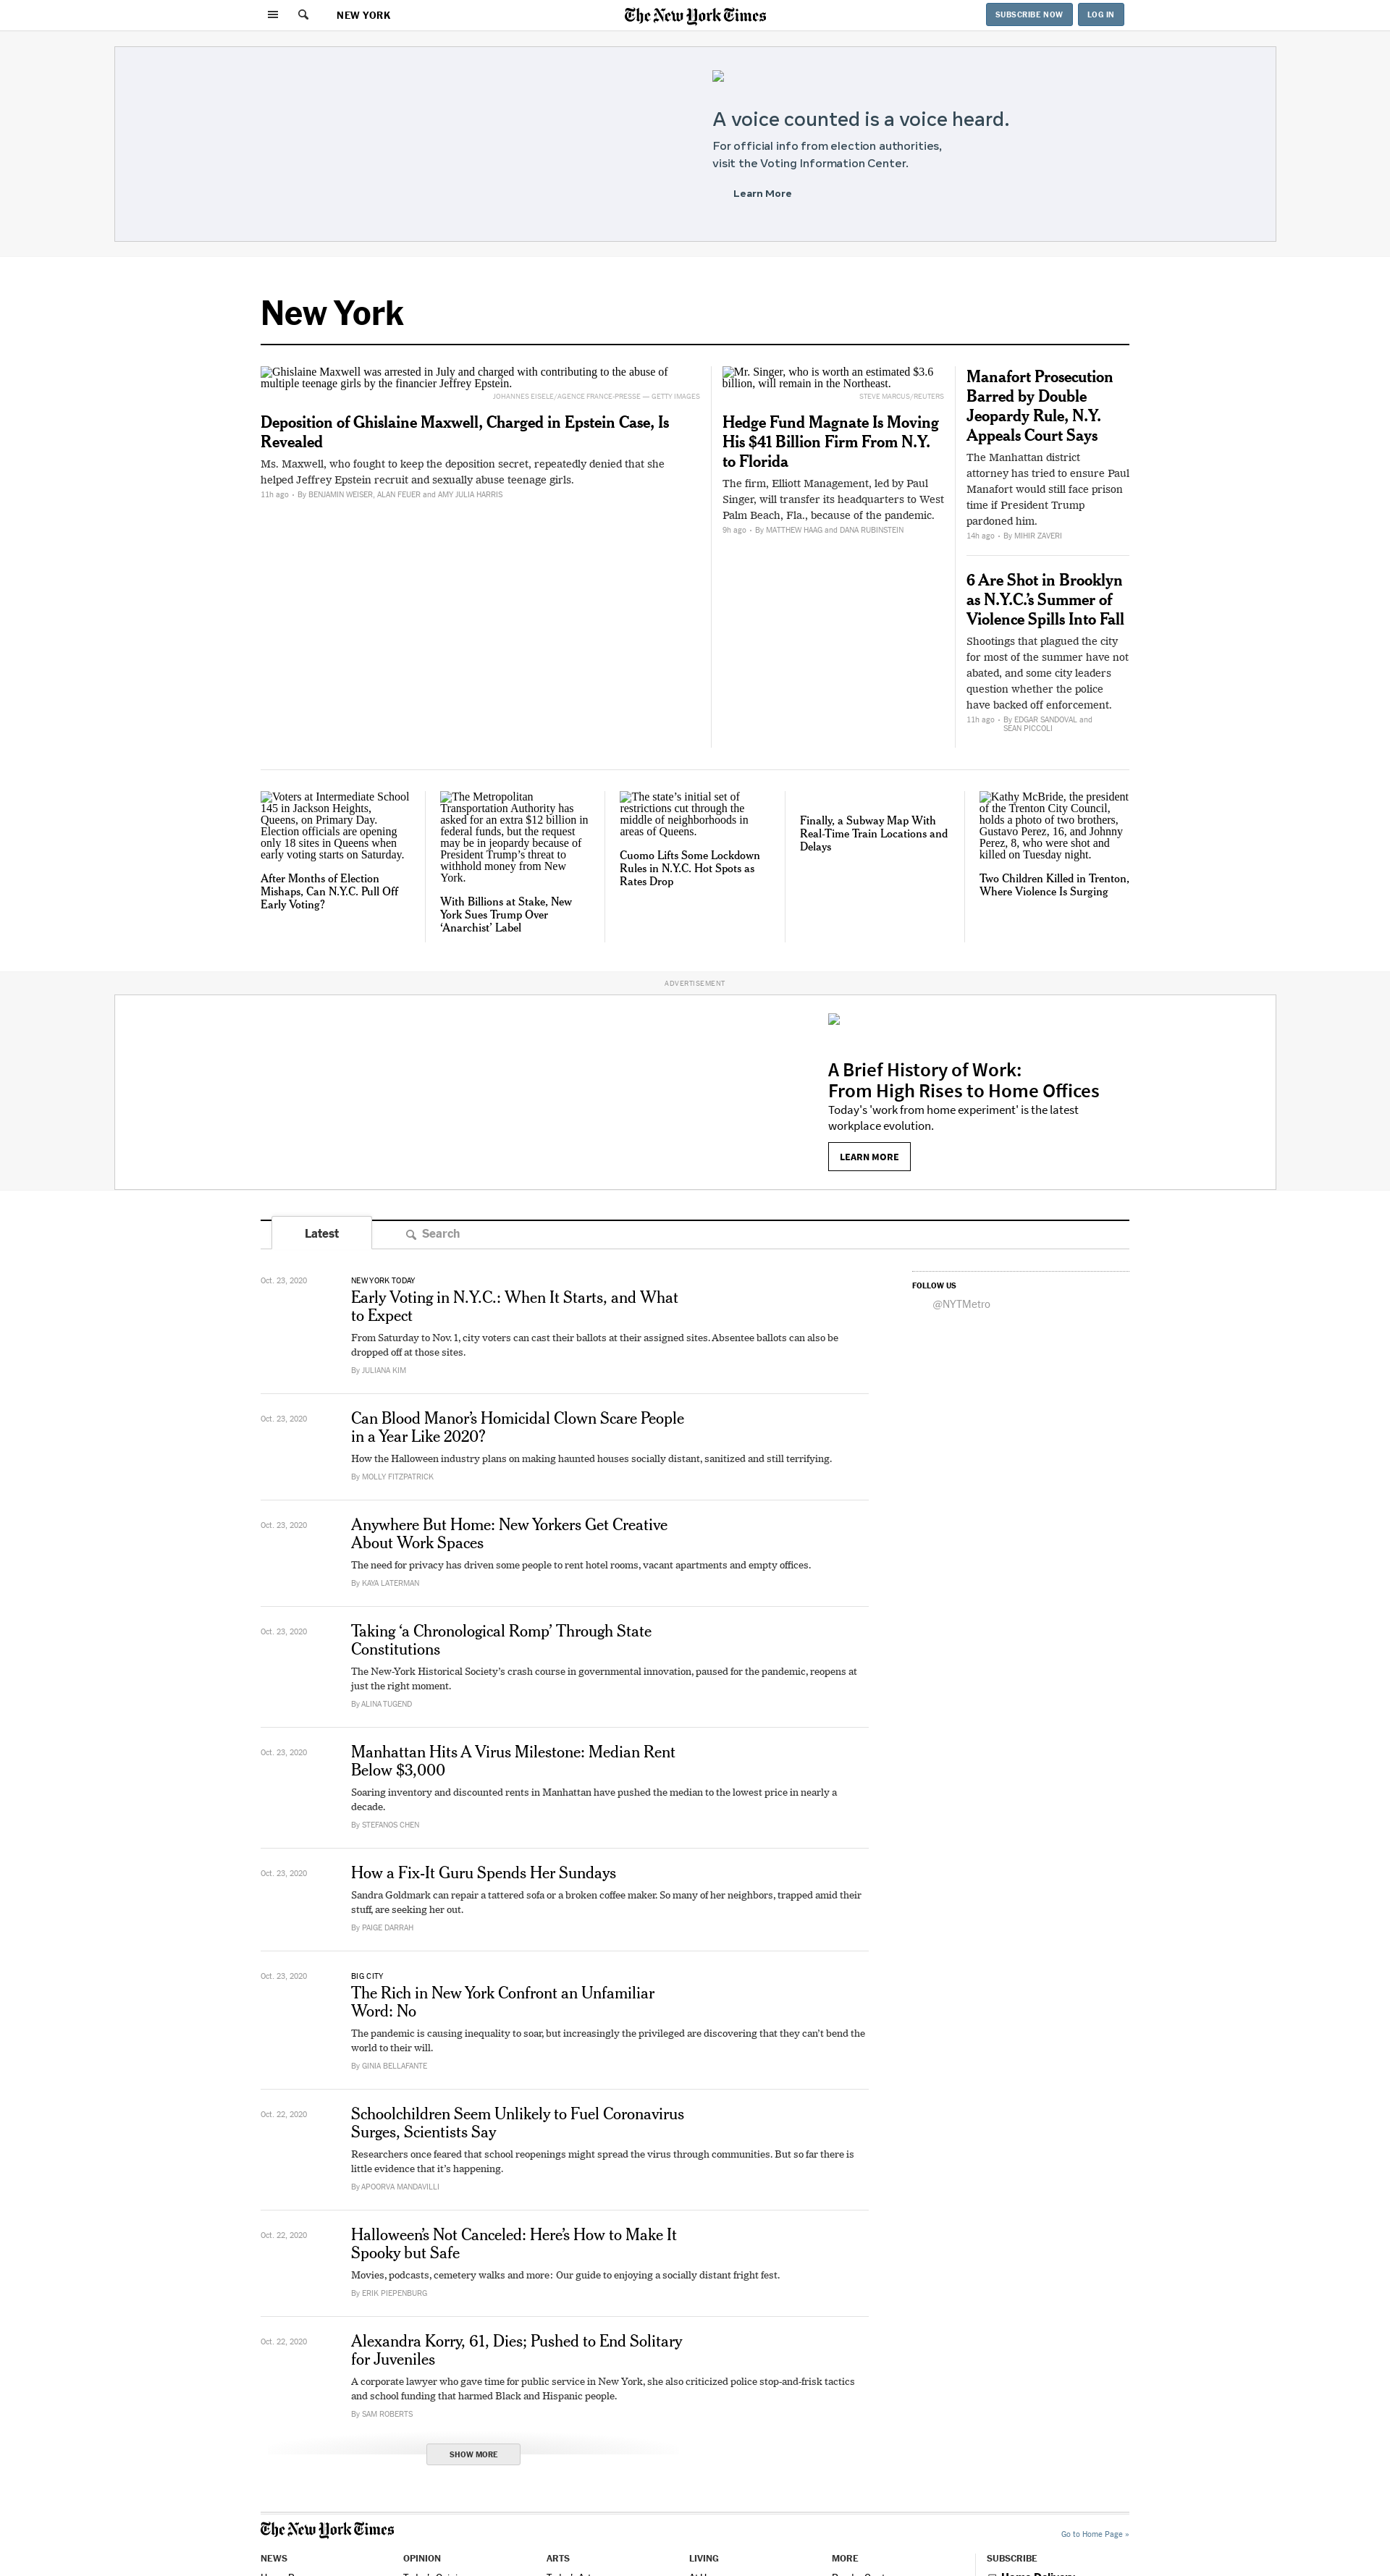 NEW YORK
The New York Times
SUBSCRIBE NOW
LOG IN
A voice counted is a voice heard.
For official info from election authorities,
visit the Voting Information Center.
Learn More
New York
Ghislaine Maxwell was arrested in July and charged with contributing to the abuse of
multiple teenage girls by the financier Jeffrey Epstein.
JOHANNES EISELE/AGENCE FRANCE-PRESSE — GETTY IMAGES
Deposition of Ghislaine Maxwell, Charged in Epstein Case, Is
Revealed
Ms. Maxwell, who fought to keep the deposition secret, repeatedly denied that she
helped Jeffrey Epstein recruit and sexually abuse teenage girls.
11h ago • By BENJAMIN WEISER, ALAN FEUER and AMY JULIA HARRIS
Mr. Singer, who is worth an estimated $3.6
billion, will remain in the Northeast.
STEVE MARCUS/REUTERS
Hedge Fund Magnate Is Moving
His $41 Billion Firm From N.Y.
to Florida
The firm, Elliott Management, led by Paul
Singer, will transfer its headquarters to West
Palm Beach, Fla., because of the pandemic.
9h ago • By MATTHEW HAAG and DANA RUBINSTEIN
Manafort Prosecution
Barred by Double
Jeopardy Rule, N.Y.
Appeals Court Says
The Manhattan district
attorney has tried to ensure Paul
Manafort would still face prison
time if President Trump
pardoned him.
14h ago • By MIHIR ZAVERI
6 Are Shot in Brooklyn
as N.Y.C.’s Summer of
Violence Spills Into Fall
Shootings that plagued the city
for most of the summer have not
abated, and some city leaders
question whether the police
have backed off enforcement.
11h ago • By EDGAR SANDOVAL and
SEAN PICCOLI
Voters at Intermediate School
145 in Jackson Heights,
Queens, on Primary Day.
Election officials are opening
only 18 sites in Queens when
early voting starts on Saturday.
After Months of Election
Mishaps, Can N.Y.C. Pull Off
Early Voting?
The Metropolitan
Transportation Authority has
asked for an extra $12 billion in
federal funds, but the request
may be in jeopardy because of
President Trump’s threat to
withhold money from New
York.
With Billions at Stake, New
York Sues Trump Over
‘Anarchist’ Label
The state’s initial set of
restrictions cut through the
middle of neighborhoods in
areas of Queens.
Cuomo Lifts Some Lockdown
Rules in N.Y.C. Hot Spots as
Rates Drop
Finally, a Subway Map With
Real-Time Train Locations and
Delays
Kathy McBride, the president
of the Trenton City Council,
holds a photo of two brothers,
Gustavo Perez, 16, and Johnny
Perez, 8, who were shot and
killed on Tuesday night.
Two Children Killed in Trenton,
Where Violence Is Surging
ADVERTISEMENT
A Brief History of Work:
From High Rises to Home Offices
Today's 'work from home experiment' is the latest
workplace evolution.
LEARN MORE
Latest
Search
Oct. 23, 2020
NEW YORK TODAY
Early Voting in N.Y.C.: When It Starts, and What
to Expect
From Saturday to Nov. 1, city voters can cast their ballots at their assigned sites. Absentee ballots can also be
dropped off at those sites.
By JULIANA KIM
FOLLOW US
@NYTMetro
Oct. 23, 2020
Can Blood Manor’s Homicidal Clown Scare People
in a Year Like 2020?
How the Halloween industry plans on making haunted houses socially distant, sanitized and still terrifying.
By MOLLY FITZPATRICK
Oct. 23, 2020
Anywhere But Home: New Yorkers Get Creative
About Work Spaces
The need for privacy has driven some people to rent hotel rooms, vacant apartments and empty offices.
By KAYA LATERMAN
Oct. 23, 2020
Taking ‘a Chronological Romp’ Through State
Constitutions
The New-York Historical Society’s crash course in governmental innovation, paused for the pandemic, reopens at
just the right moment.
By ALINA TUGEND
Oct. 23, 2020
Manhattan Hits A Virus Milestone: Median Rent
Below $3,000
Soaring inventory and discounted rents in Manhattan have pushed the median to the lowest price in nearly a
decade.
By STEFANOS CHEN
Oct. 23, 2020
How a Fix-It Guru Spends Her Sundays
Sandra Goldmark can repair a tattered sofa or a broken coffee maker. So many of her neighbors, trapped amid their
stuff, are seeking her out.
By PAIGE DARRAH
Oct. 23, 2020
BIG CITY
The Rich in New York Confront an Unfamiliar
Word: No
The pandemic is causing inequality to soar, but increasingly the privileged are discovering that they can’t bend the
world to their will.
By GINIA BELLAFANTE
Oct. 22, 2020
Schoolchildren Seem Unlikely to Fuel Coronavirus
Surges, Scientists Say
Researchers once feared that school reopenings might spread the virus through communities. But so far there is
little evidence that it’s happening.
By APOORVA MANDAVILLI
Oct. 22, 2020
Halloween’s Not Canceled: Here’s How to Make It
Spooky but Safe
Movies, podcasts, cemetery walks and more: Our guide to enjoying a socially distant fright fest.
By ERIK PIEPENBURG
Oct. 22, 2020
Alexandra Korry, 61, Dies; Pushed to End Solitary
for Juveniles
A corporate lawyer who gave time for public service in New York, she also criticized police stop-and-frisk tactics
and school funding that harmed Black and Hispanic people.
By SAM ROBERTS
SHOW MORE
The New York Times
Go to Home Page »
NEWS
OPINION
ARTS
LIVING
MORE
SUBSCRIBE